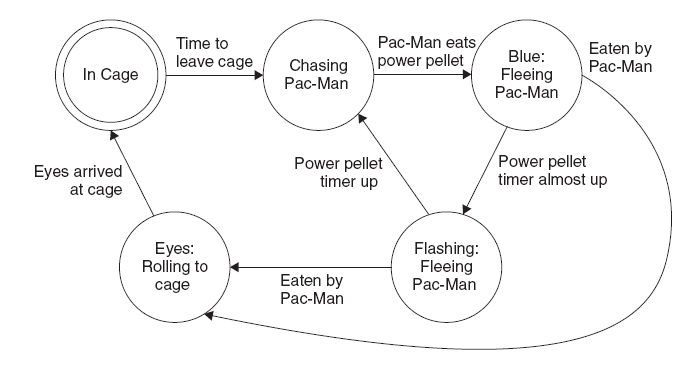 In Cage
Time to
leave cage
Chasing
Pac-Man
Pac-Man eats
power pellet
Blue:
Fleeing
Pac-Man
Eaten by
Pac-Man
Eyes arrived
at cage
Power pellet
timer up
Power pellet
timer almost up
Eyes:
Rolling to
cage
Eaten by
Pac-Man
Flashing:
Fleeing
Pac-Man